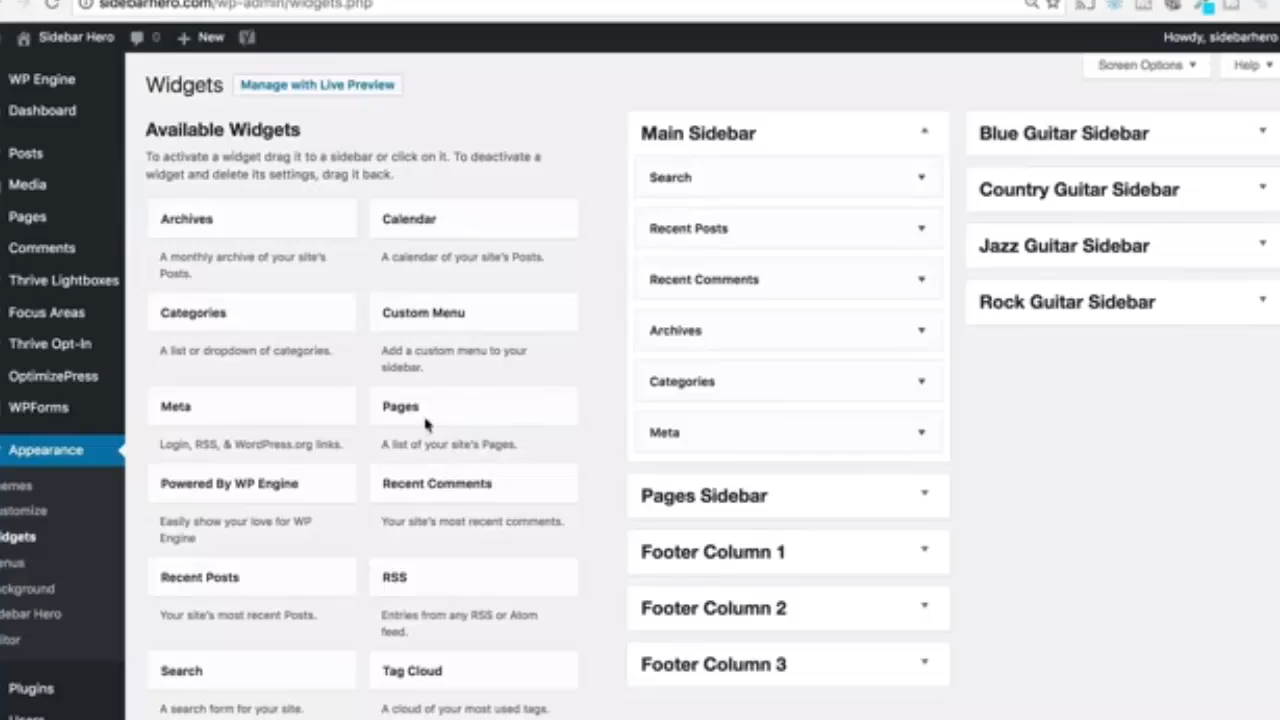 sidebarhero.com/wp-admin/widgets.php
Sidebar Hero
0
New
Howdy, sidebarhero
Screen Options
Help
WP Engine
Dashboard
Posts
Media
Pages
Comments
Thrive Lightboxes
Focus Areas
Thrive Opt-In
OptimizePress
WPForms
Appearance
emes
stomize
dgets
enus
ckground
debar Hero
itor
Plugins
Widgets
Manage with Live Preview
Available Widgets
To activate a widget drag it to a sidebar or click on it. To deactivate a
widget and delete its settings, drag it back.
Archives
A monthly archive of your site's
Posts.
Calendar
A calendar of your site's Posts.
Categories
A list or dropdown of categories.
Custom Menu
Add a custom menu to your
sidebar.
Meta
Login, RSS, & WordPress.org links.
Pages
A list of your site's Pages.
Powered By WP Engine
Easily show your love for WP
Engine
Recent Comments
Your site's most recent comments.
Recent Posts
Your site's most recent Posts.
RSS
Entries from any RSS or Atom
feed.
Search
A search form for your site.
Tag Cloud
A cloud of your most used tags.
Main Sidebar
Search
Recent Posts
Recent Comments
Archives
Categories
Meta
Pages Sidebar
Footer Column 1
Footer Column 2
Footer Column 3
Blue Guitar Sidebar
Country Guitar Sidebar
Jazz Guitar Sidebar
Rock Guitar Sidebar